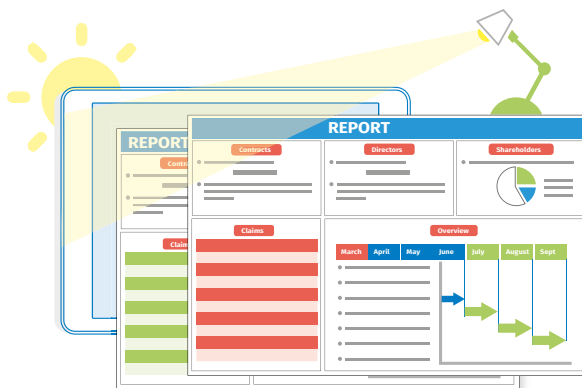 REPORT
REPORT
Contracts
Directors
Shareholders
Claims
Overview
March April May June July August Sept